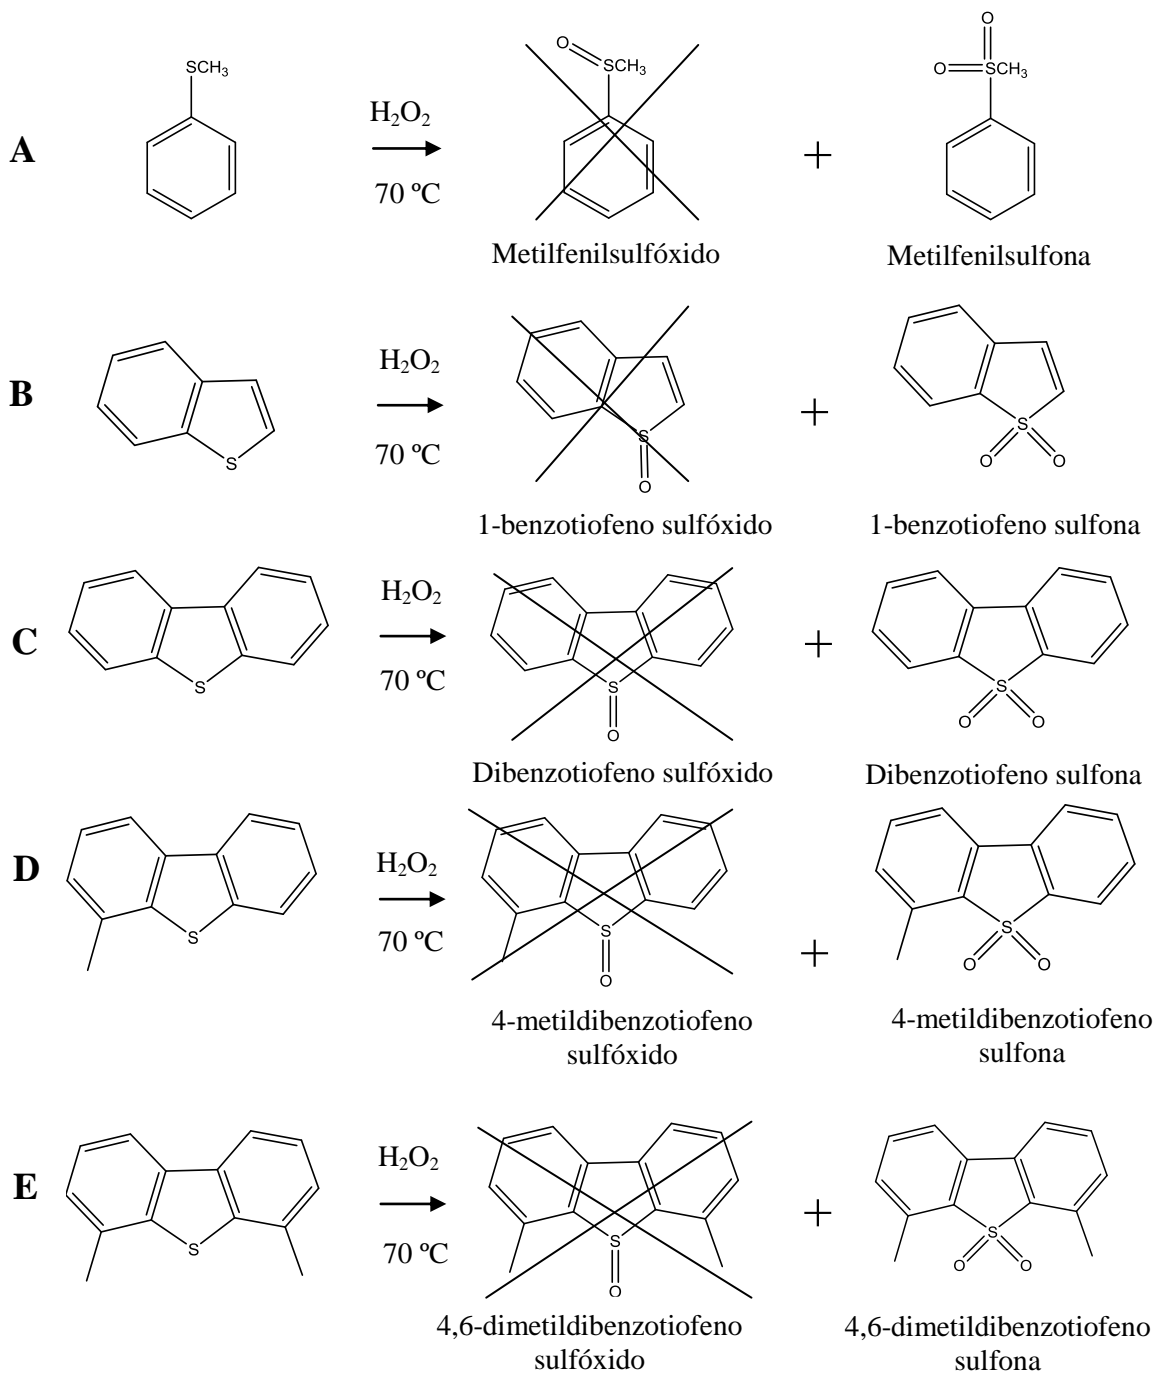 A
SCH3
H2O2
70 ºC
O
SCH3
Metilfenilsulfóxido
+
O
O
SCH3
Metilfenilsulfona
B
S
H2O2
70 ºC
S
O
1-benzotiofeno sulfóxido
+
S
O
O
1-benzotiofeno sulfona
C
S
H2O2
70 ºC
S
O
Dibenzotiofeno sulfóxido
+
S
O
O
Dibenzotiofeno sulfona
D
S
H2O2
70 ºC
S
O
4-metildibenzotiofeno
sulfóxido
+
S
O
O
4-metildibenzotiofeno
sulfona
E
S
H2O2
70 ºC
S
O
4,6-dimetildibenzotiofeno
sulfóxido
+
S
O
O
4,6-dimetildibenzotiofeno
sulfona